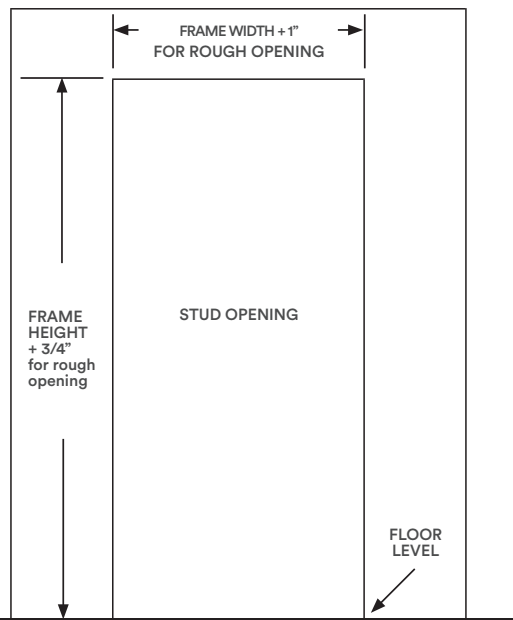 FRAME WIDTH + 1”
FOR ROUGH OPENING
STUD OPENING
FRAME
HEIGHT
+ 3/4”
for rough
opening
FLOOR
LEVEL